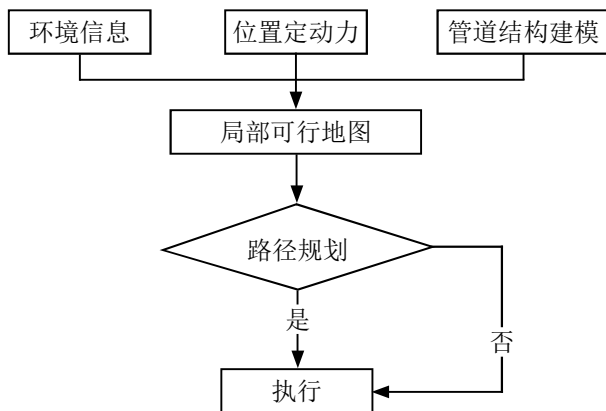 环境信息
位置定动力
管道结构建模
局部可行地图
路径规划
是
否
执行